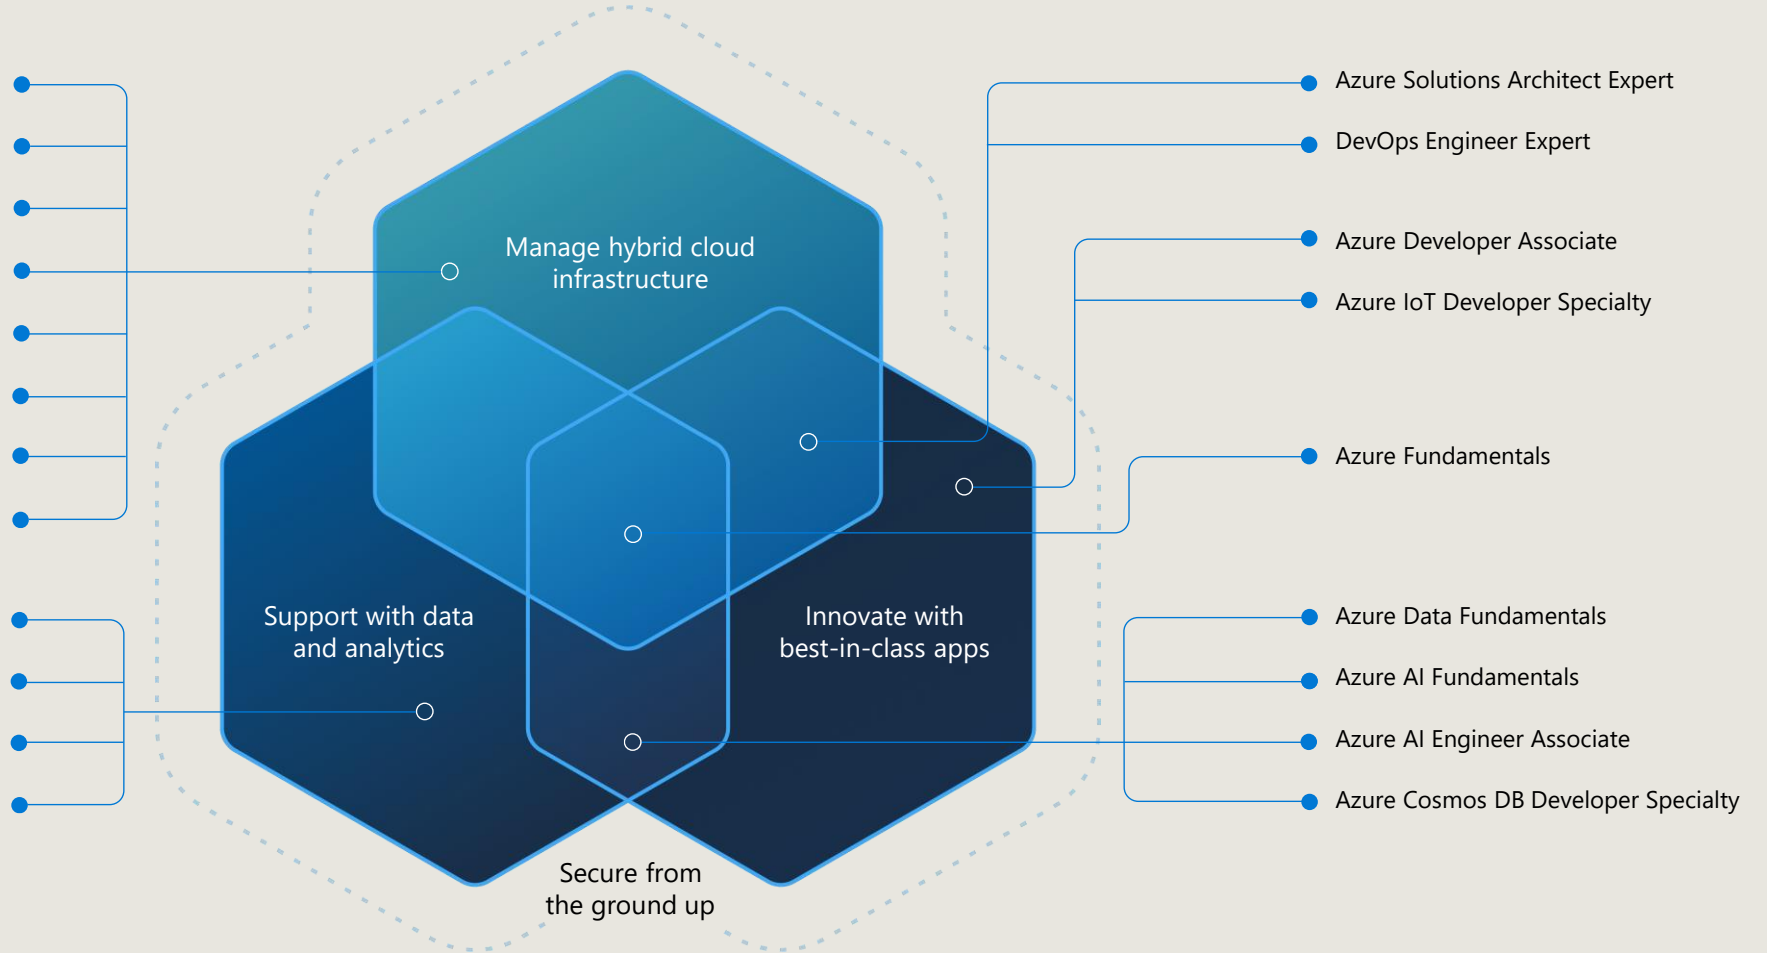 Azure Solutions Architect Expert
DevOps Engineer Expert
Azure Developer Associate
Azure IoT Developer Specialty
Azure Fundamentals
Azure Data Fundamentals
Azure AI Fundamentals
Azure AI Engineer Associate
Azure Cosmos DB Developer Specialty
Manage hybrid cloud
infrastructure
Support with data
and analytics
Innovate with
best-in-class apps
Secure from
the ground up